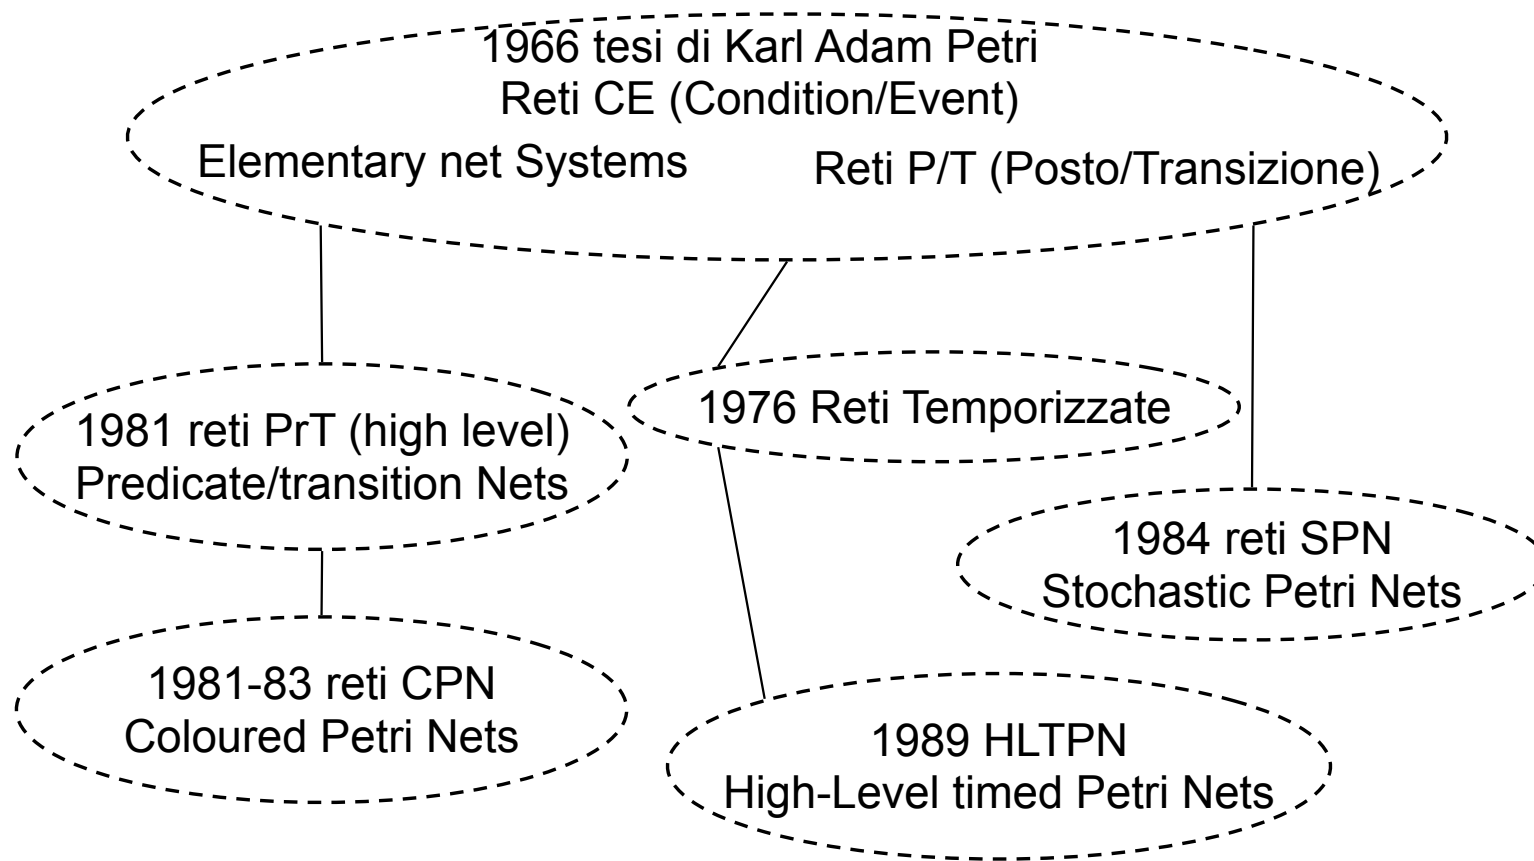 1966 tesi di Karl Adam Petri
Reti CE (Condition/Event)
Elementary net Systems
Reti P/T (Posto/Transizione)
1981 reti PrT (high level)
Predicate/transition Nets
1976 Reti Temporizzate
1984 reti SPN
Stochastic Petri Nets
1981-83 reti CPN
Coloured Petri Nets
1989 HLTPN
High-Level timed Petri Nets